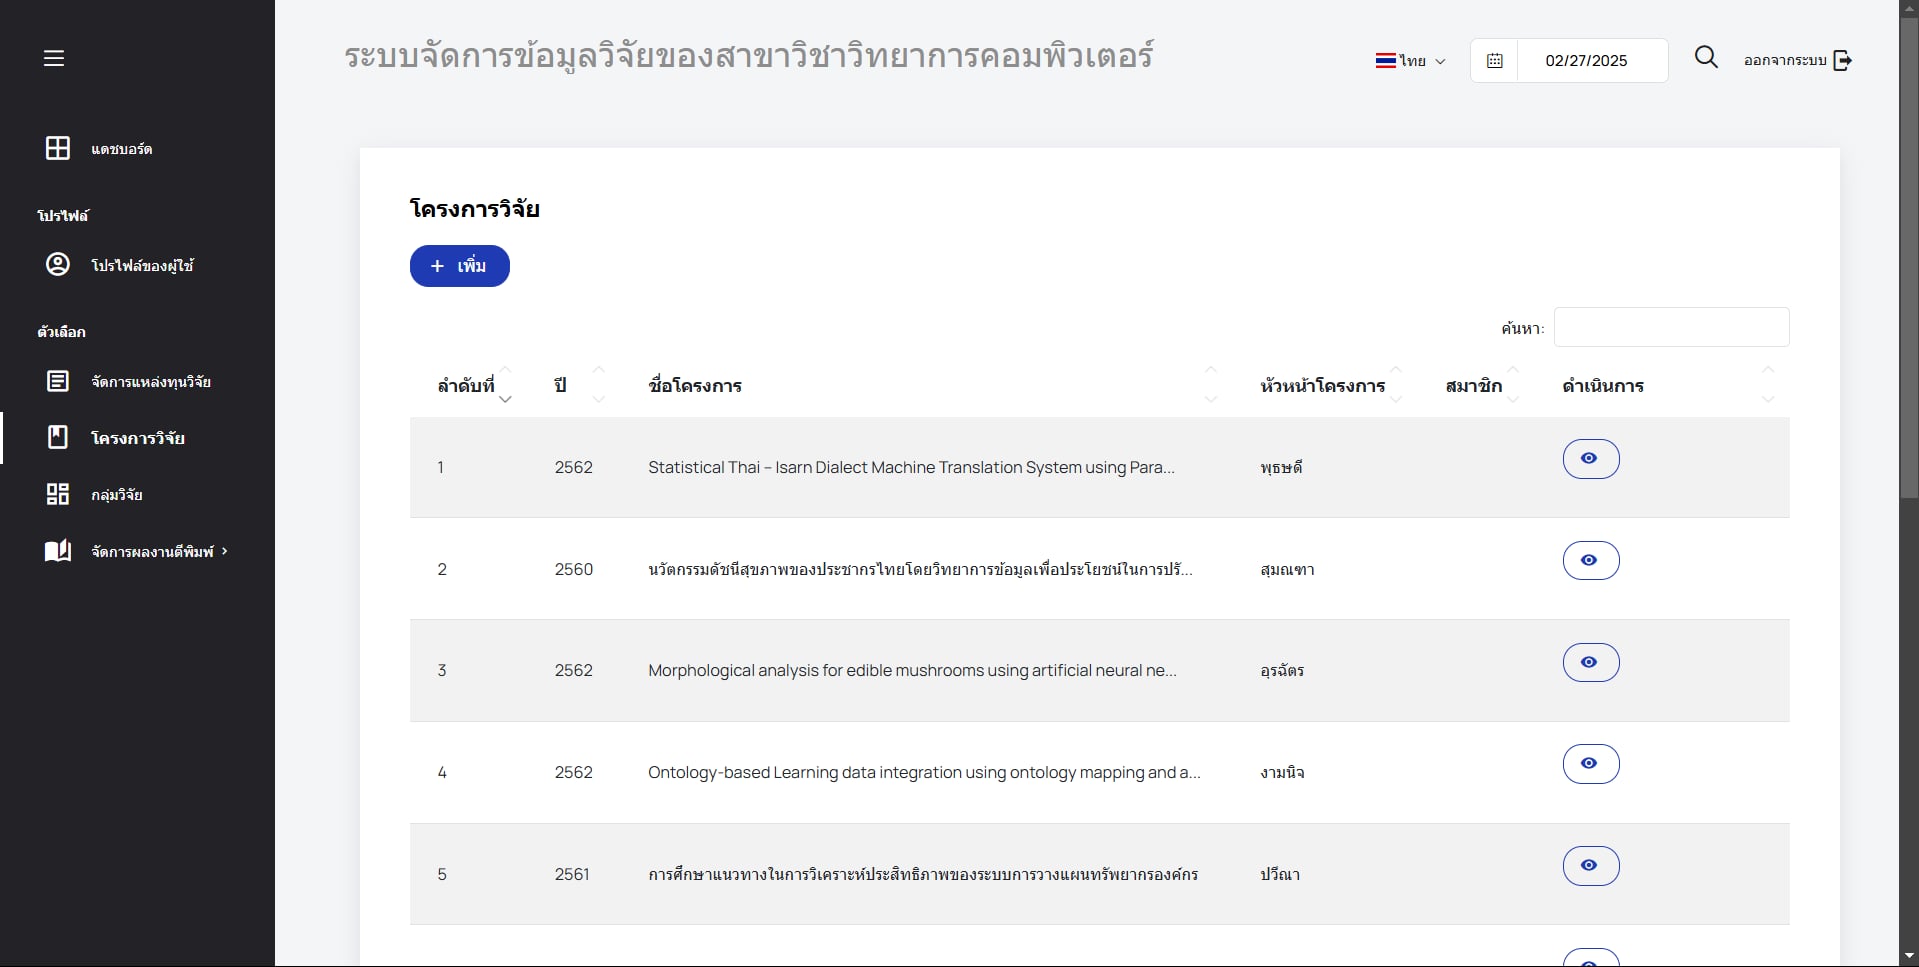 ระบบจัดการข้อมูลวิจัยของสาขาวิชาวิทยาการคอมพิวเตอร์
ไทย
02/27/2025
ออกจากระบบ
แดชบอร์ด
โปรไฟล์
โปรไฟล์ของผู้ใช้
ตัวเลือก
จัดการแหล่งทุนวิจัย
โครงการวิจัย
กลุ่มวิจัย
จัดการผลงานตีพิมพ์
โครงการวิจัย
+ เพิ่ม
ค้นหา:
ลำดับที่ ปี ชื่อโครงการ หัวหน้าโครงการ สมาชิก ดำเนินการ
1 2562 Statistical Thai – Isarn Dialect Machine Translation System using Para... พุธษดี
2 2560 นวัตกรรมดัชนีสุขภาพของประชากรไทยโดยวิทยาการข้อมูลเพื่อประโยชน์ในการปรั... สุมณฑา
3 2562 Morphological analysis for edible mushrooms using artificial neural ne... อุรฉัตร
4 2562 Ontology-based Learning data integration using ontology mapping and a... งามนิจ
5 2561 การศึกษาแนวทางในการวิเคราะห์ประสิทธิภาพของระบบการวางแผนทรัพยากรองค์กร ปวีณา